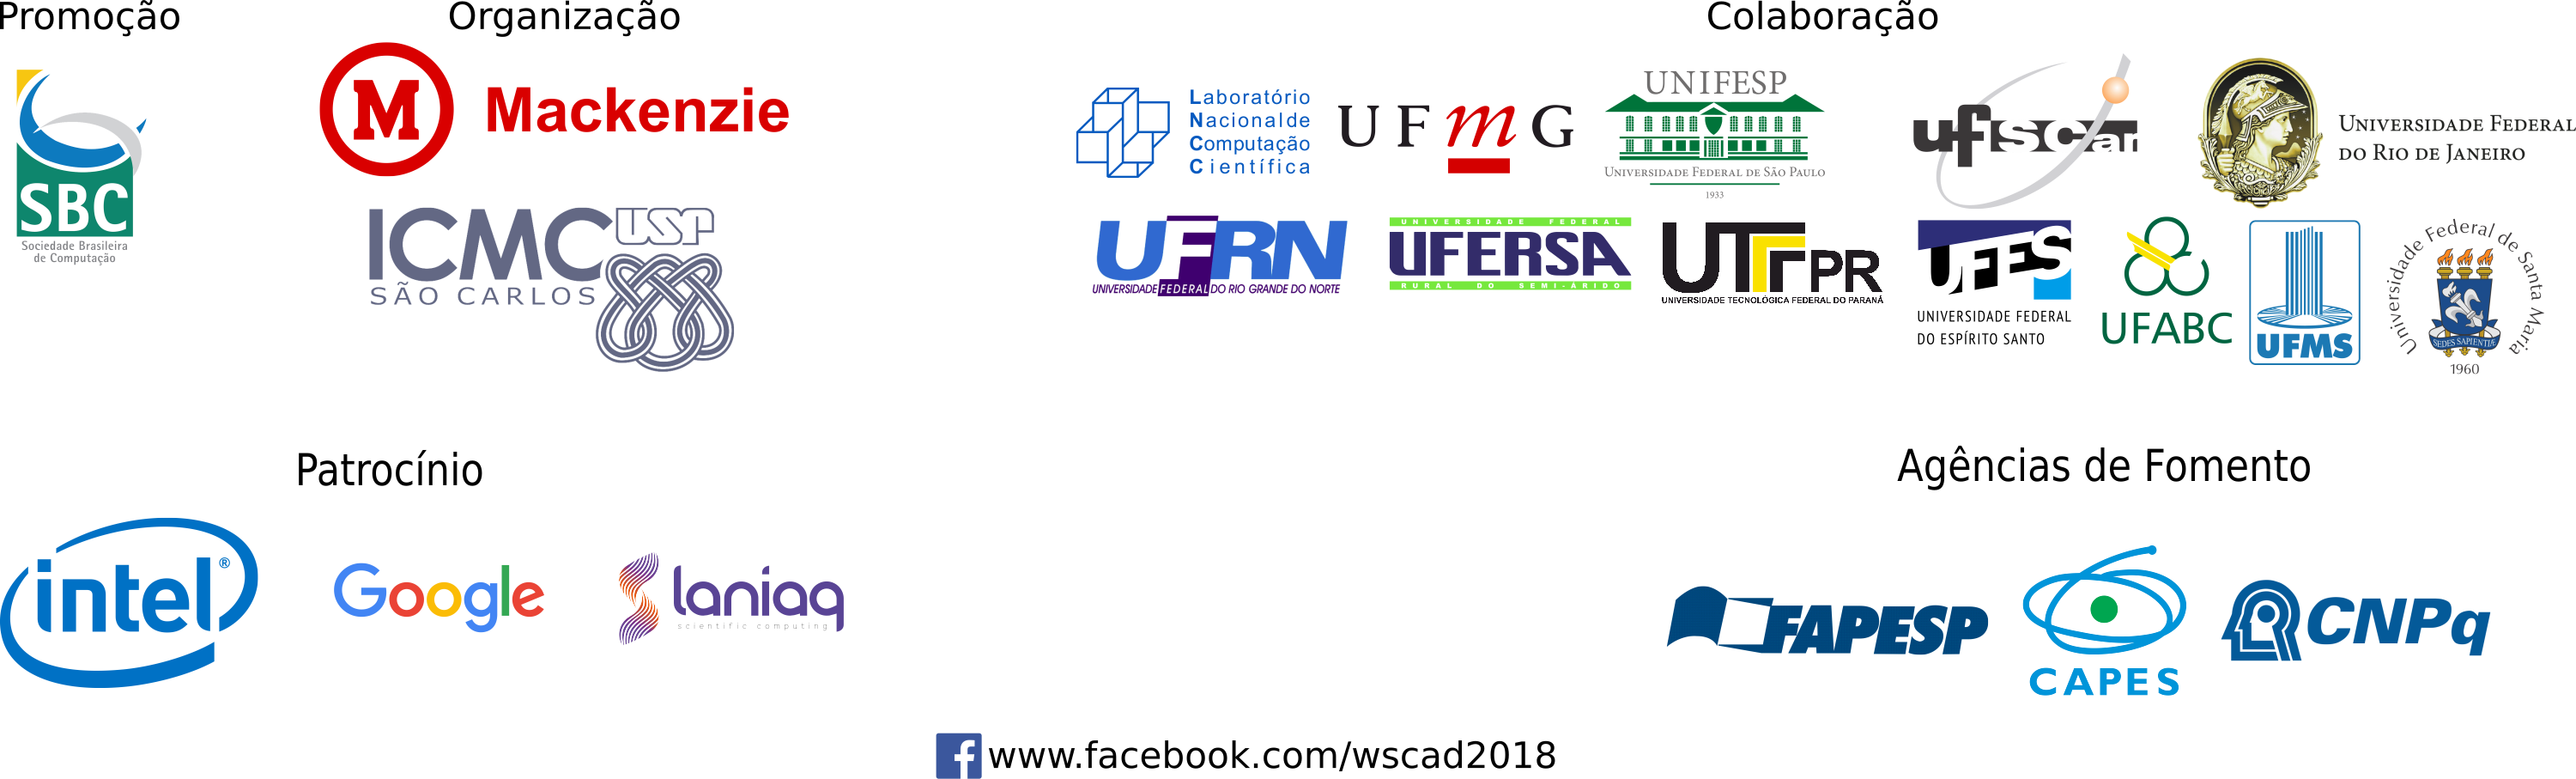 Promoção
Organização
Colaboração
SBC
Sociedade Brasileira
de Computação
M
Mackenzie
ICMC USP
SÃO CARLOS
Laboratório
Nacionalde
Computação
Científica
UFmG
UNIFESP
UNIVERSIDADE FEDERAL DE SÃO PAULO
1933
ufscar
UNIVERSIDADE FEDERAL
DO RIO DE JANEIRO
UFRN
UNIVERSIDADE FEDERAL DO RIO GRANDE DO NORTE
UNIVERSIDADE FEDERAL
UFERSA
RURAL DO SEMI-ÁRIDO
UTFPR
UNIVERSIDADE TECNOLÓGICA FEDERAL DO PARANÁ
UFES
UNIVERSIDADE FEDERAL
DO ESPÍRITO SANTO
UFABC
UFMS
Universidade Federal de Santa Maria
SEDES SAPIENTIÆ
1960
Patrocínio
Agências de Fomento
intel®
Google
laniaq
scientific computing
FAPESP
CAPES
CNPq
f www.facebook.com/wscad2018